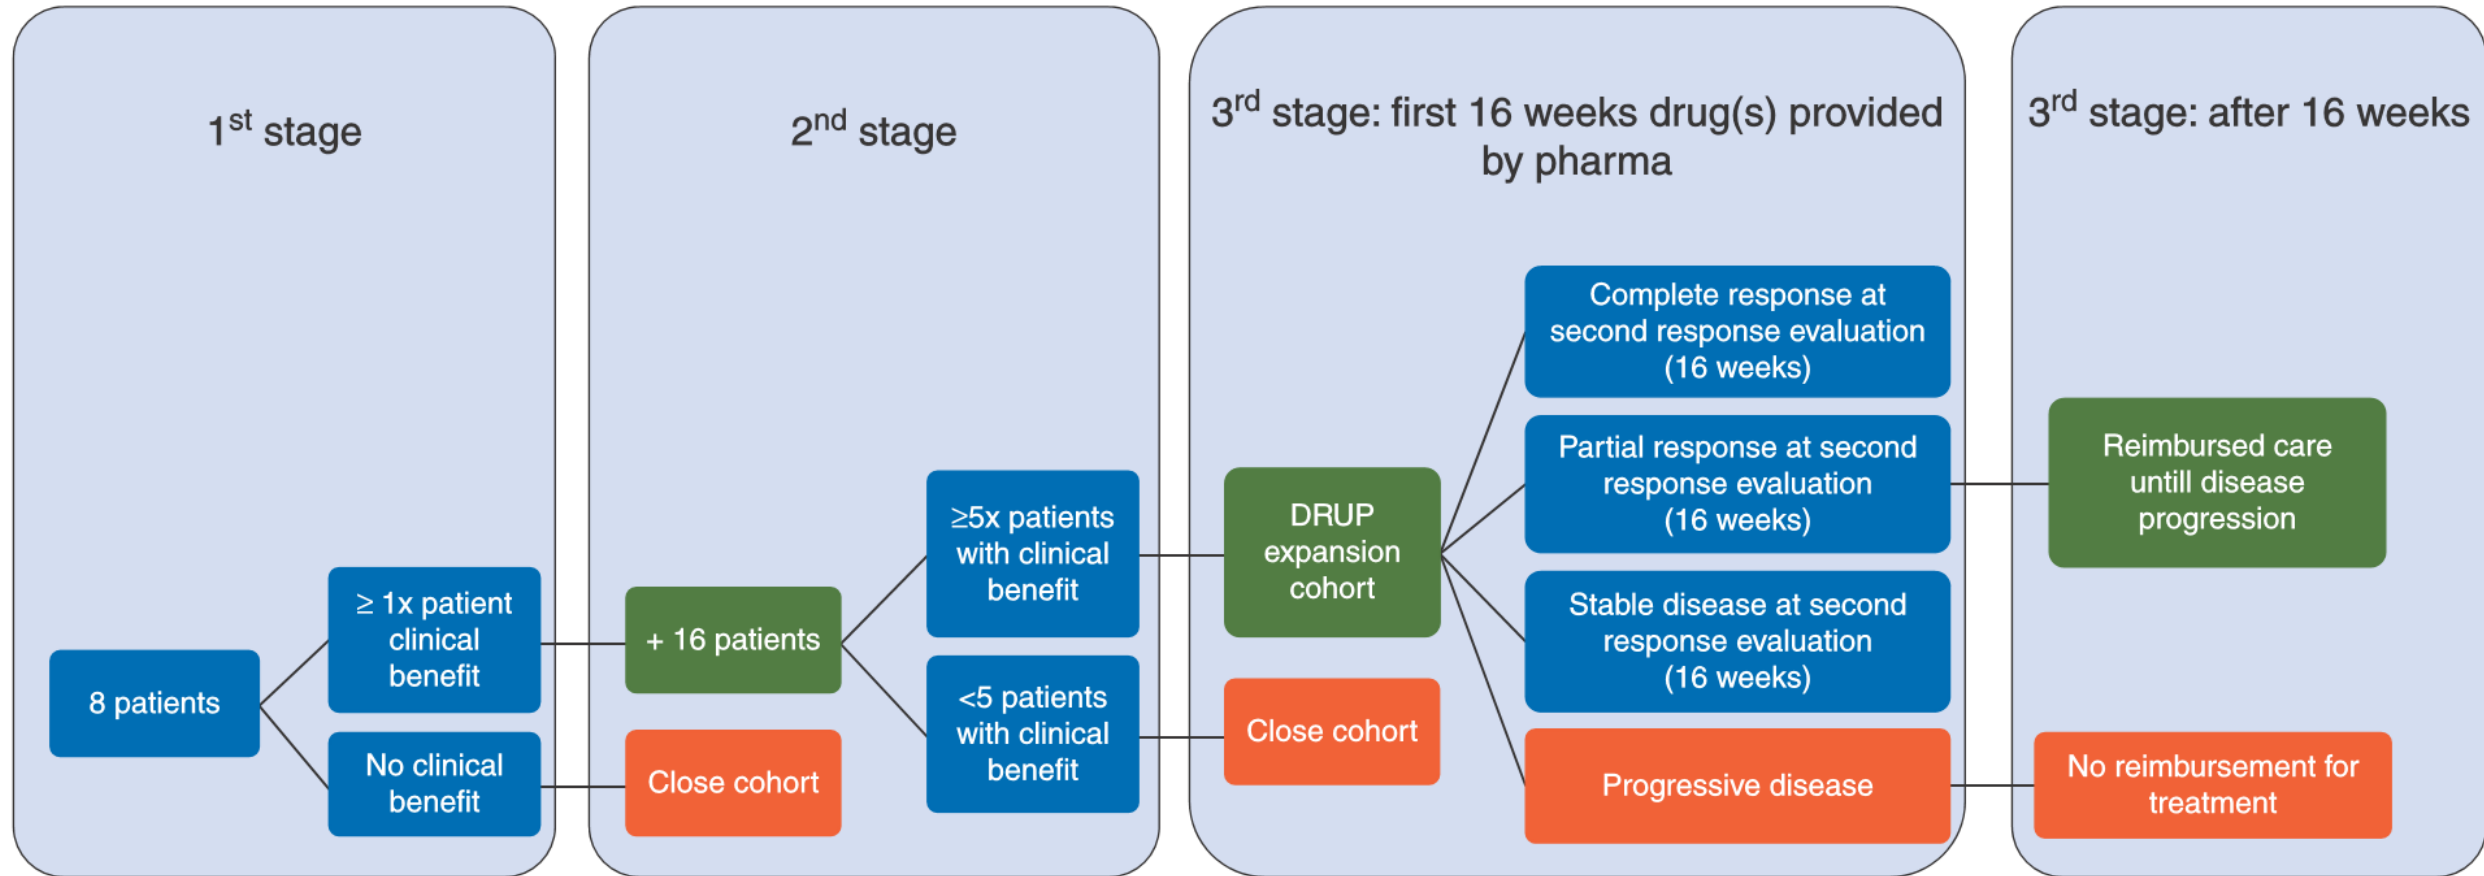 1st stage
8 patients
≥ 1x patient
clinical
benefit
No clinical
benefit
2nd stage
+ 16 patients
Close cohort
≥5x patients
with clinical
benefit
<5 patients
with clinical
benefit
3rd stage: first 16 weeks drug(s) provided
by pharma
DRUP
expansion
cohort
Close cohort
Complete response at
second response evaluation
(16 weeks)
Partial response at second
response evaluation
(16 weeks)
Stable disease at second
response evaluation
(16 weeks)
Progressive disease
3rd stage: after 16 weeks
Reimbursed care
untill disease
progression
No reimbursement for
treatment